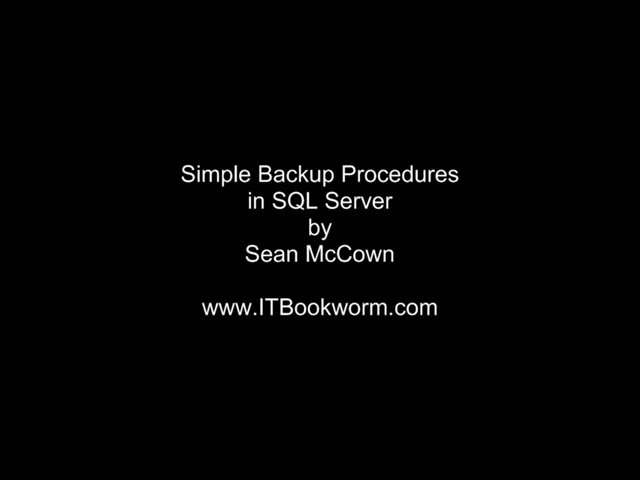 Simple Backup Procedures
in SQL Server
by
Sean McCown
www.ITBookworm.com